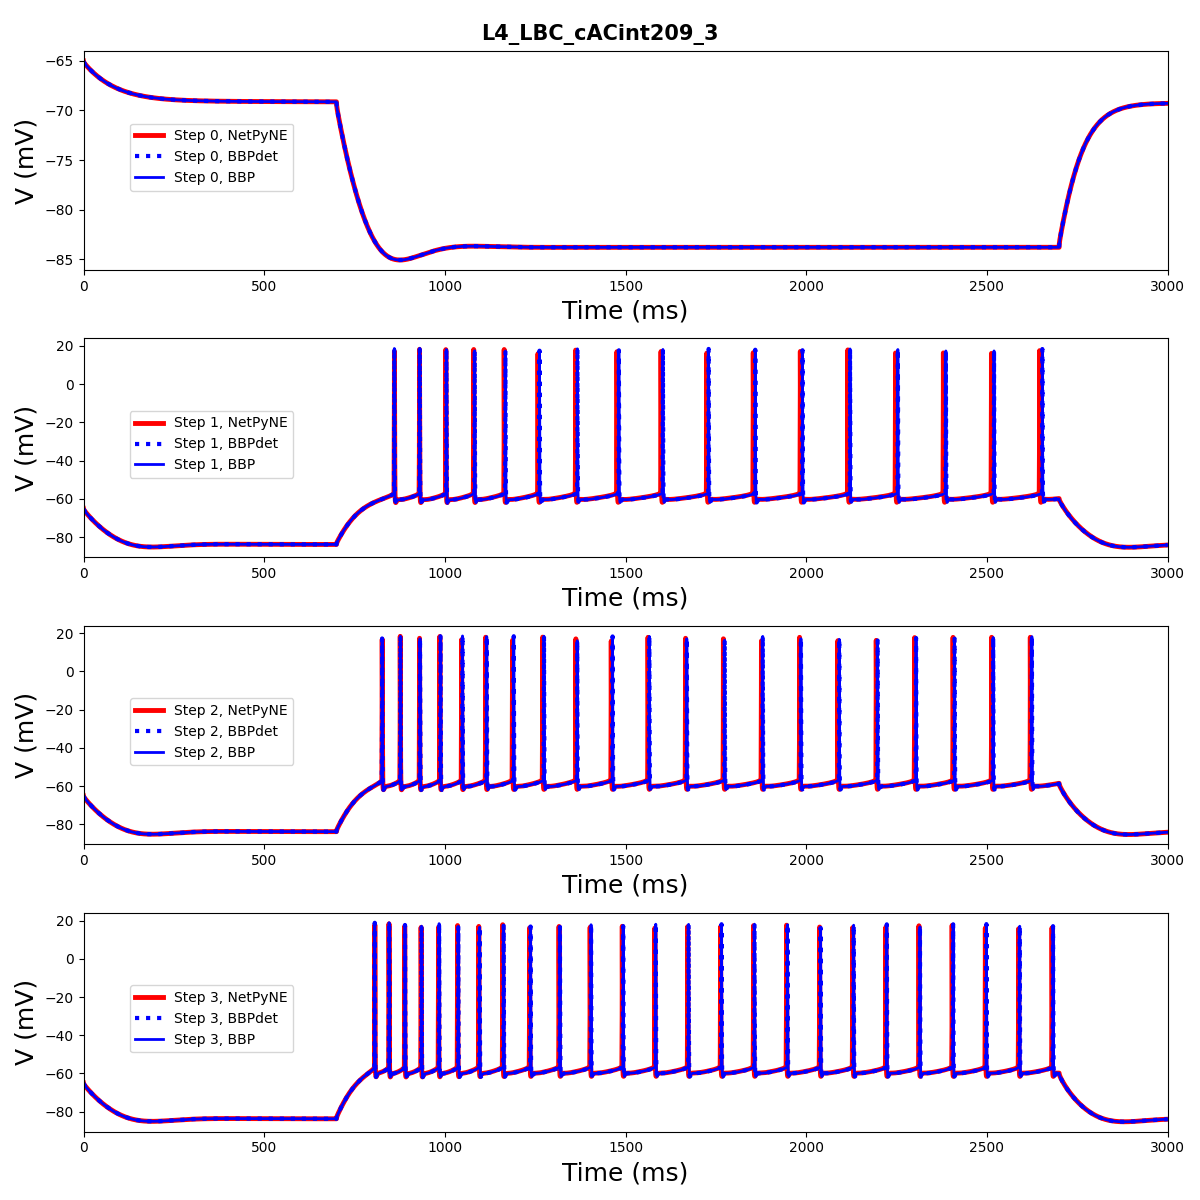 L4_LBC_cACint209_3
V (mV)
−65
−70
−75
−80
−85
Step 0, NetPyNE
Step 0, BBPdet
Step 0, BBP
0 500 1000 1500 2000 2500 3000
Time (ms)
V (mV)
20
0
−20
−40
−60
−80
Step 1, NetPyNE
Step 1, BBPdet
Step 1, BBP
0 500 1000 1500 2000 2500 3000
Time (ms)
V (mV)
20
0
−20
−40
−60
−80
Step 2, NetPyNE
Step 2, BBPdet
Step 2, BBP
0 500 1000 1500 2000 2500 3000
Time (ms)
V (mV)
20
0
−20
−40
−60
−80
Step 3, NetPyNE
Step 3, BBPdet
Step 3, BBP
0 500 1000 1500 2000 2500 3000
Time (ms)